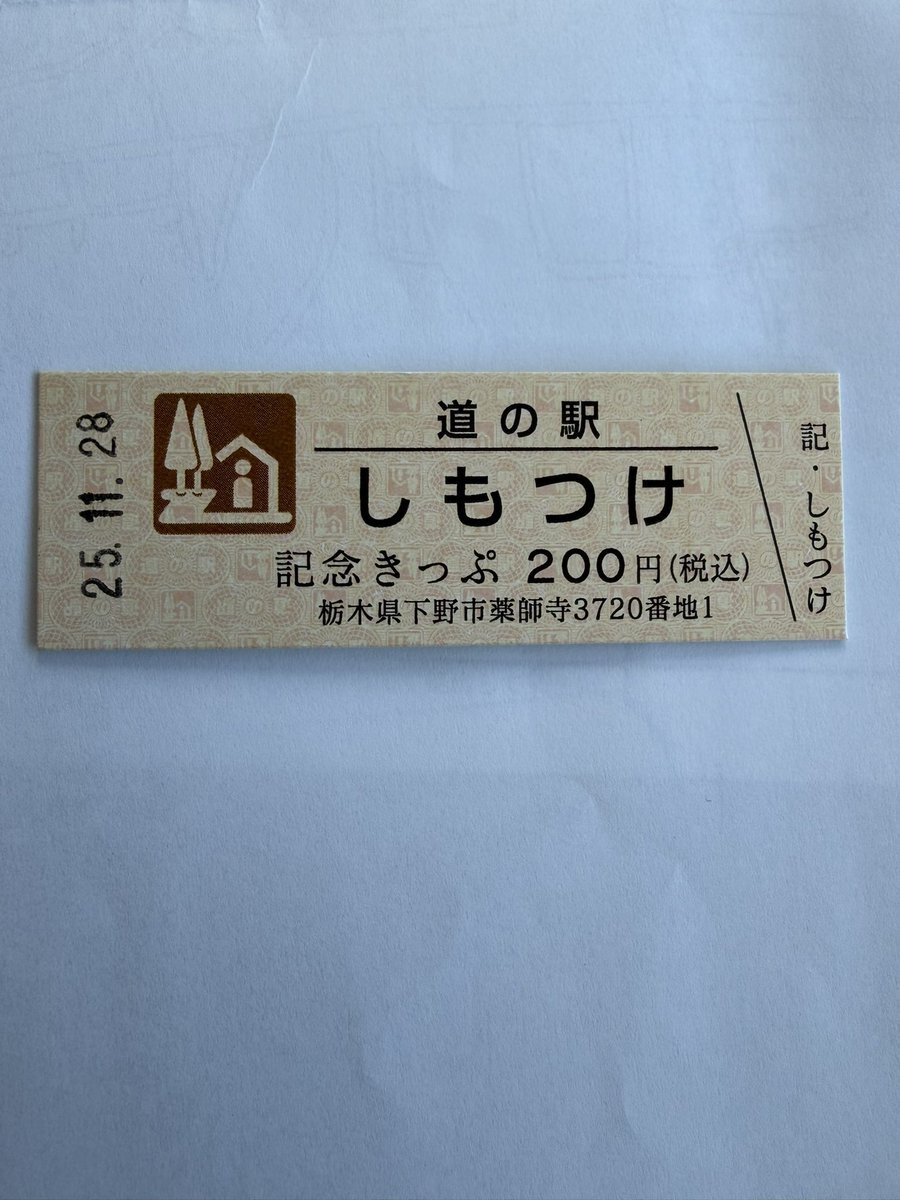 25.11.28
道の駅
しもつけ
記念きっぷ 200円(税込)
栃木県下野市薬師寺3720番地1
記・しもつけ